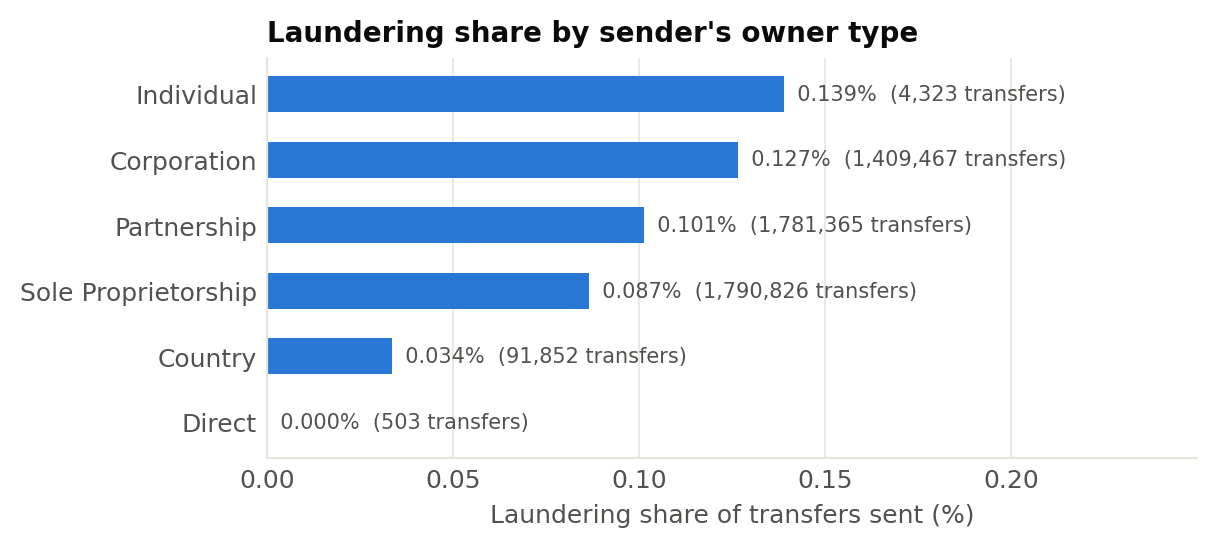 Laundering share by sender's owner type
Individual 0.139% (4,323 transfers)
Corporation 0.127% (1,409,467 transfers)
Partnership 0.101% (1,781,365 transfers)
Sole Proprietorship 0.087% (1,790,826 transfers)
Country 0.034% (91,852 transfers)
Direct 0.000% (503 transfers)
0.00 0.05 0.10 0.15 0.20
Laundering share of transfers sent (%)